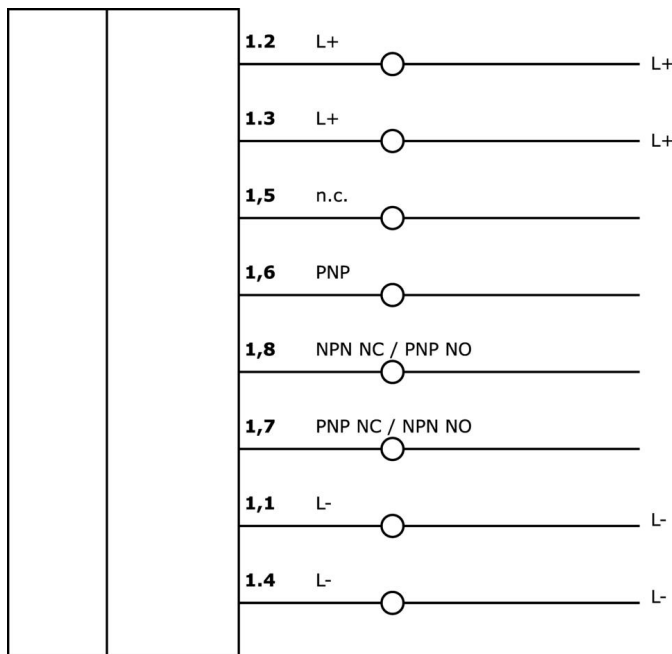 1.2 L+
L+
1.3 L+
L+
1,5 n.c.
1,6 PNP
1,8 NPN NC / PNP NO
1,7 PNP NC / NPN NO
1,1 L-
L-
1.4 L-
L-